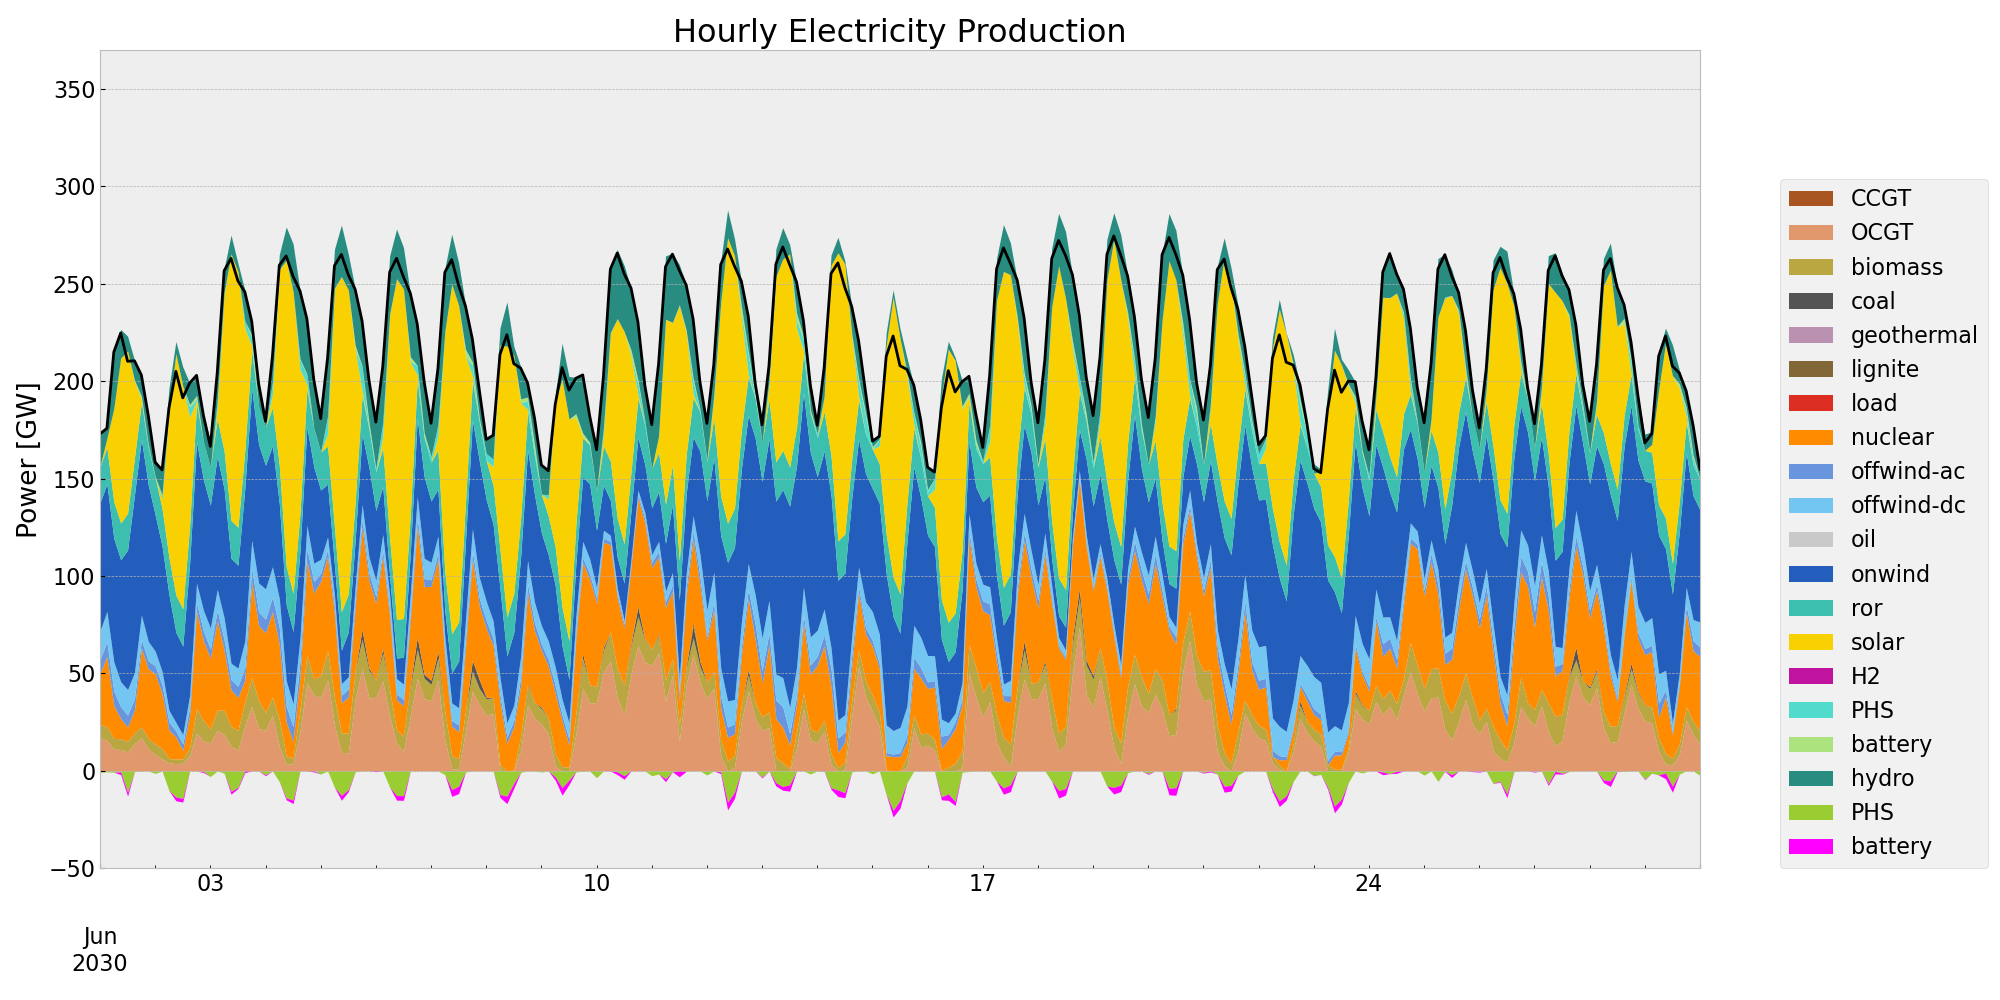 Hourly Electricity Production
Power [GW]
350
300
250
200
150
100
50
0
−50
03
10
17
24
Jun
2030
CCGT
OCGT
biomass
coal
geothermal
lignite
load
nuclear
offwind-ac
offwind-dc
oil
onwind
ror
solar
H2
PHS
battery
hydro
PHS
battery